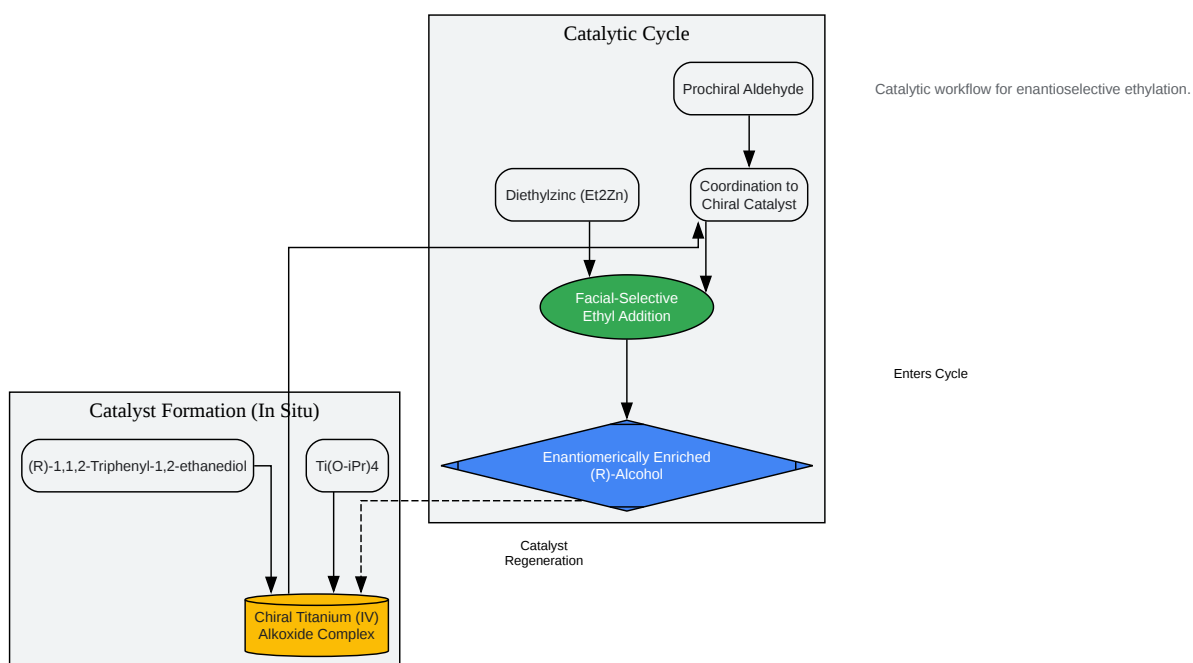 Catalytic Cycle
Prochiral Aldehyde
Catalytic workflow for enantioselective ethylation.
Diethylzinc (Et2Zn)
Coordination to
Chiral Catalyst
Facial-Selective
Ethyl Addition
Enters Cycle
Catalyst Formation (In Situ)
(R)-1,1,2-Triphenyl-1,2-ethanediol
Ti(O-iPr)4
Enantiomerically Enriched
(R)-Alcohol
Catalyst
Regeneration
Chiral Titanium (IV)
Alkoxide Complex